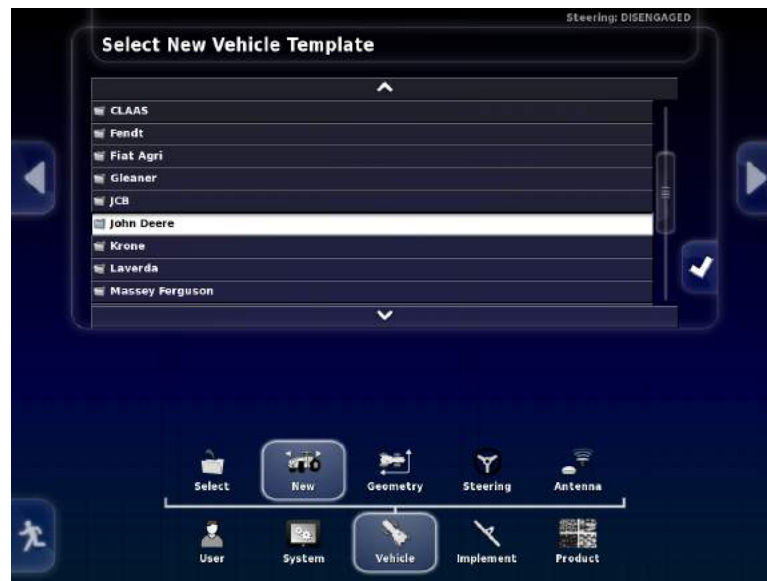 Steering: DISENGAGED
Select New Vehicle Template
CLAAS
Fendt
Fiat Agri
Gleaner
JCB
John Deere
Krone
Laverda
Massey Ferguson
Select New Geometry Steering Antenna
User System Vehicle Implement Product